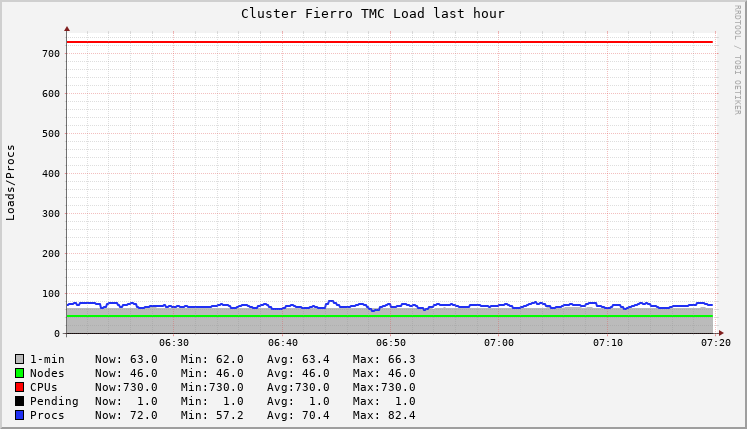 Cluster Fierro TMC Load last hour
RRDTOOL / TOBI OETIKER
Loads/Procs
700
600
500
400
300
200
100
0
06:30 06:40 06:50 07:00 07:10 07:20
1-min Now: 63.0 Min: 62.0 Avg: 63.4 Max: 66.3
Nodes Now: 46.0 Min: 46.0 Avg: 46.0 Max: 46.0
CPUs Now:730.0 Min:730.0 Avg:730.0 Max:730.0
Pending Now: 1.0 Min: 1.0 Avg: 1.0 Max: 1.0
Procs Now: 72.0 Min: 57.2 Avg: 70.4 Max: 82.4